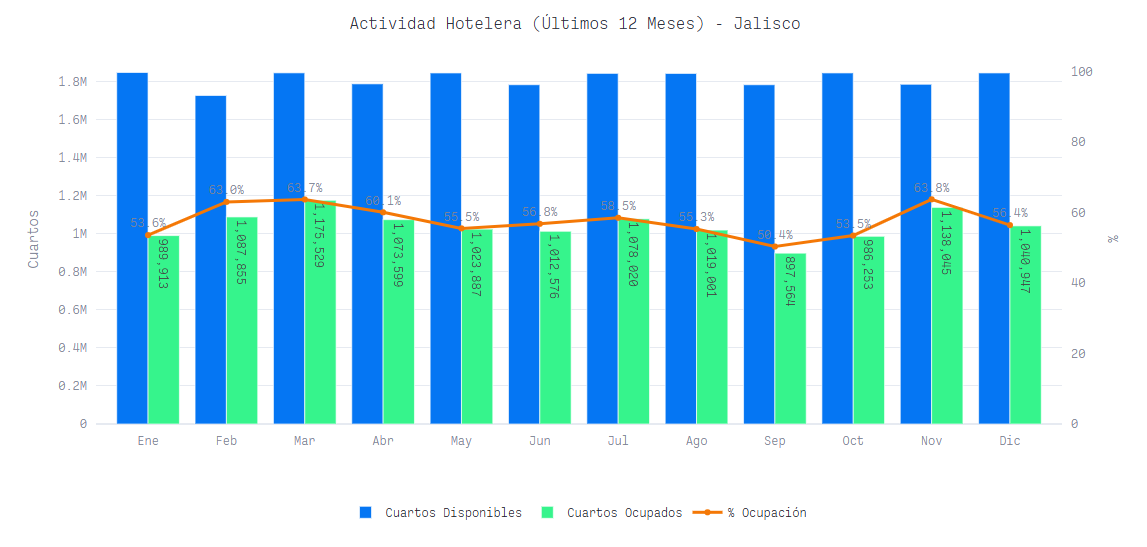 Actividad Hotelera (Últimos 12 Meses) - Jalisco
Cuartos
1.8M
1.6M
1.4M
1.2M
1M
0.8M
0.6M
0.4M
0.2M
0
100
80
60
40
20
0
%
53.6%
63.0%
63.7%
60.1%
55.5%
56.8%
58.5%
55.3%
50.4%
53.5%
63.8%
56.4%
989,913
1,087,855
1,175,529
1,073,599
1,023,887
1,012,576
1,078,020
1,019,001
897,564
986,253
1,138,045
1,040,947
Ene Feb Mar Abr May Jun Jul Ago Sep Oct Nov Dic
Cuartos Disponibles Cuartos Ocupados % Ocupación